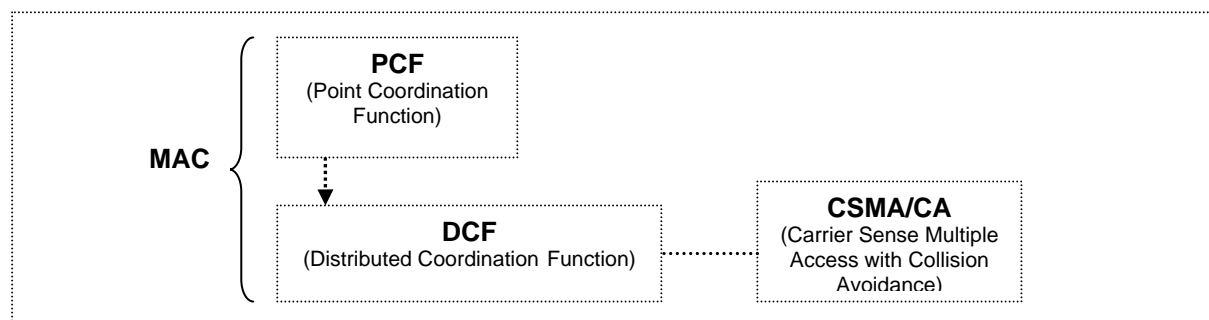 PCF
(Point Coordination
Function)
MAC
DCF
(Distributed Coordination Function)
CSMA/CA
(Carrier Sense Multiple
Access with Collision
Avoidance)